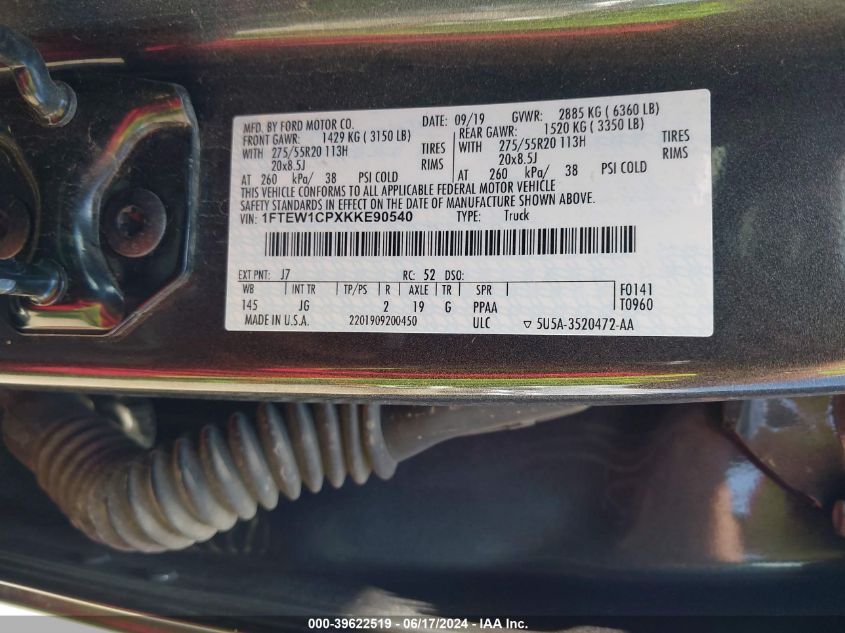 MFD. BY FORD MOTOR CO. DATE: 09/19 GVWR: 2885 KG ( 6360 LB)
FRONT GAWR: 1429 KG ( 3150 LB) REAR GAWR: 1520 KG ( 3350 LB)
WITH 275/55R20 113H TIRES WITH 275/55R20 113H TIRES
20x8.5J RIMS 20x8.5J RIMS
AT 260 kPa/ 38 PSI COLD AT 260 kPa/ 38 PSI COLD
THIS VEHICLE CONFORMS TO ALL APPLICABLE FEDERAL MOTOR VEHICLE
SAFETY STANDARDS IN EFFECT ON THE DATE OF MANUFACTURE SHOWN ABOVE.
VIN: 1FTEW1CPXKKE90540 TYPE: Truck
EXT PNT: J7 RC: 52 DSO:
WB INT TR TP/PS R AXLE TR SPR F0141
145 JG 2 19 G PPAA T0960
MADE IN U.S.A. 2201909200450 ULC ▽ 5U5A-3520472-AA
000-39622519 - 06/17/2024 - IAAI Inc.